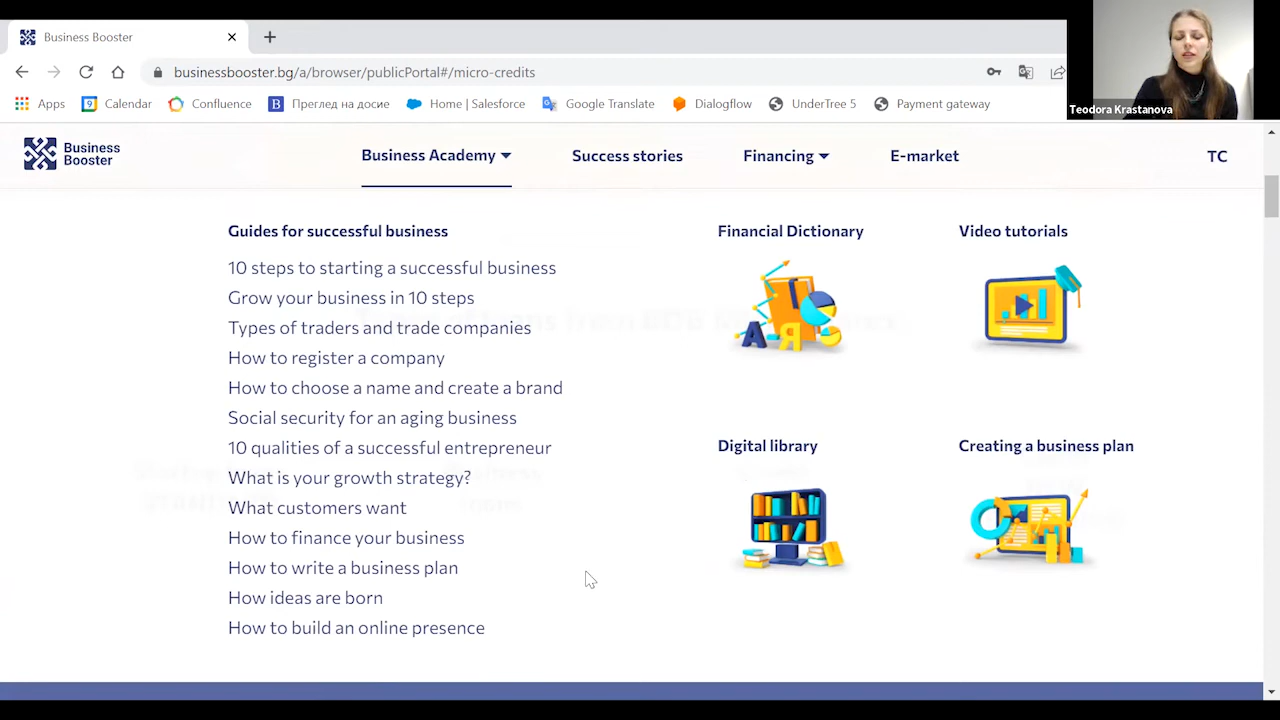 Business Booster
businessbooster.bg/a/browser/publicPortal#/micro-credits
Apps
9
Calendar
Confluence
B
Преглед на досие
Home | Salesforce
Google Translate
Dialogflow
UnderTree 5
Payment gateway
Teodora Krastanova
Business
Booster
Business Academy
Success stories
Financing
E-market
TC
Guides for successful business
10 steps to starting a successful business
Grow your business in 10 steps
Types of traders and trade companies
How to register a company
How to choose a name and create a brand
Social security for an aging business
10 qualities of a successful entrepreneur
What is your growth strategy?
What customers want
How to finance your business
How to write a business plan
How ideas are born
How to build an online presence
Financial Dictionary
А Я
Video tutorials
Digital library
Creating a business plan